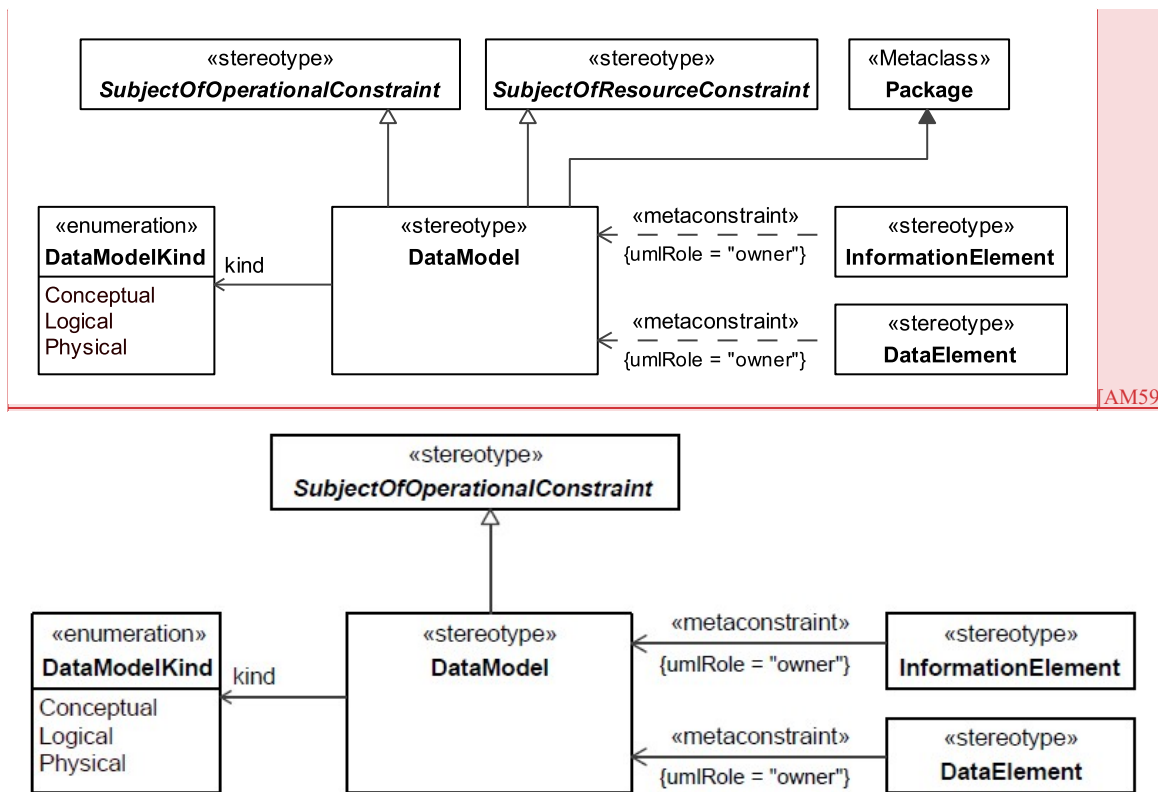 «stereotype»
SubjectOfOperationalConstraint
«stereotype»
SubjectOfResourceConstraint
«Metaclass»
Package
«enumeration»
DataModelKind
Conceptual
Logical
Physical
kind
«stereotype»
DataModel
«metaconstraint»
{umlRole = "owner"}
«stereotype»
InformationElement
«metaconstraint»
{umlRole = "owner"}
«stereotype»
DataElement
[AM59
«stereotype»
SubjectOfOperationalConstraint
«enumeration»
DataModelKind
Conceptual
Logical
Physical
kind
«stereotype»
DataModel
«metaconstraint»
{umlRole = "owner"}
«stereotype»
InformationElement
«metaconstraint»
{umlRole = "owner"}
«stereotype»
DataElement